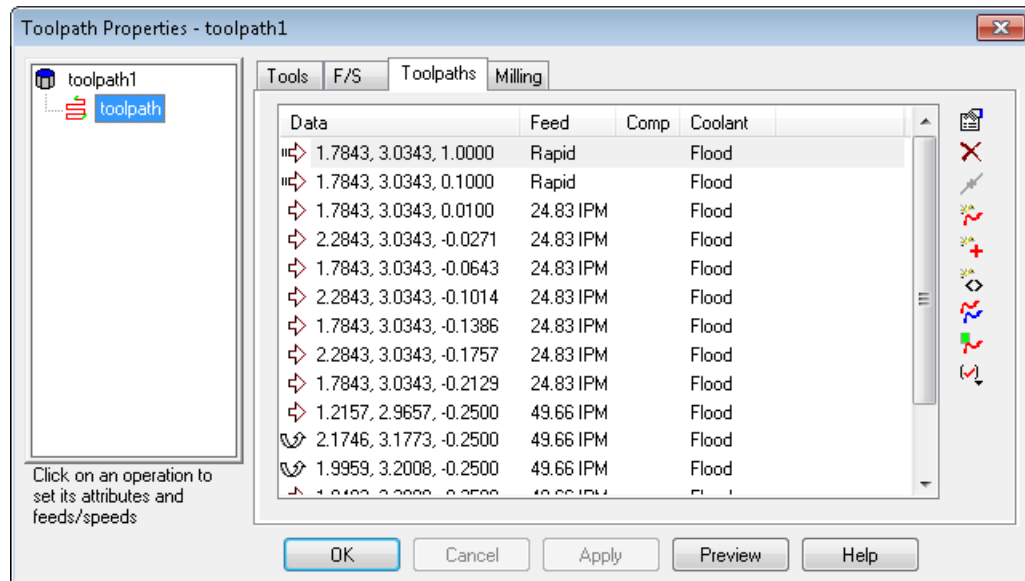 Toolpath Properties - toolpath1
toolpath1
toolpath
Click on an operation to
set its attributes and
feeds/speeds
Tools F/S Toolpaths Milling
Data Feed Comp Coolant
1.7843, 3.0343, 1.0000 Rapid Flood
1.7843, 3.0343, 0.1000 Rapid Flood
1.7843, 3.0343, 0.0100 24.83 IPM Flood
2.2843, 3.0343, -0.0271 24.83 IPM Flood
1.7843, 3.0343, -0.0643 24.83 IPM Flood
2.2843, 3.0343, -0.1014 24.83 IPM Flood
1.7843, 3.0343, -0.1386 24.83 IPM Flood
2.2843, 3.0343, -0.1757 24.83 IPM Flood
1.7843, 3.0343, -0.2129 24.83 IPM Flood
1.2157, 2.9657, -0.2500 49.66 IPM Flood
2.1746, 3.1773, -0.2500 49.66 IPM Flood
1.9959, 3.2008, -0.2500 49.66 IPM Flood
OK Cancel Apply Preview Help